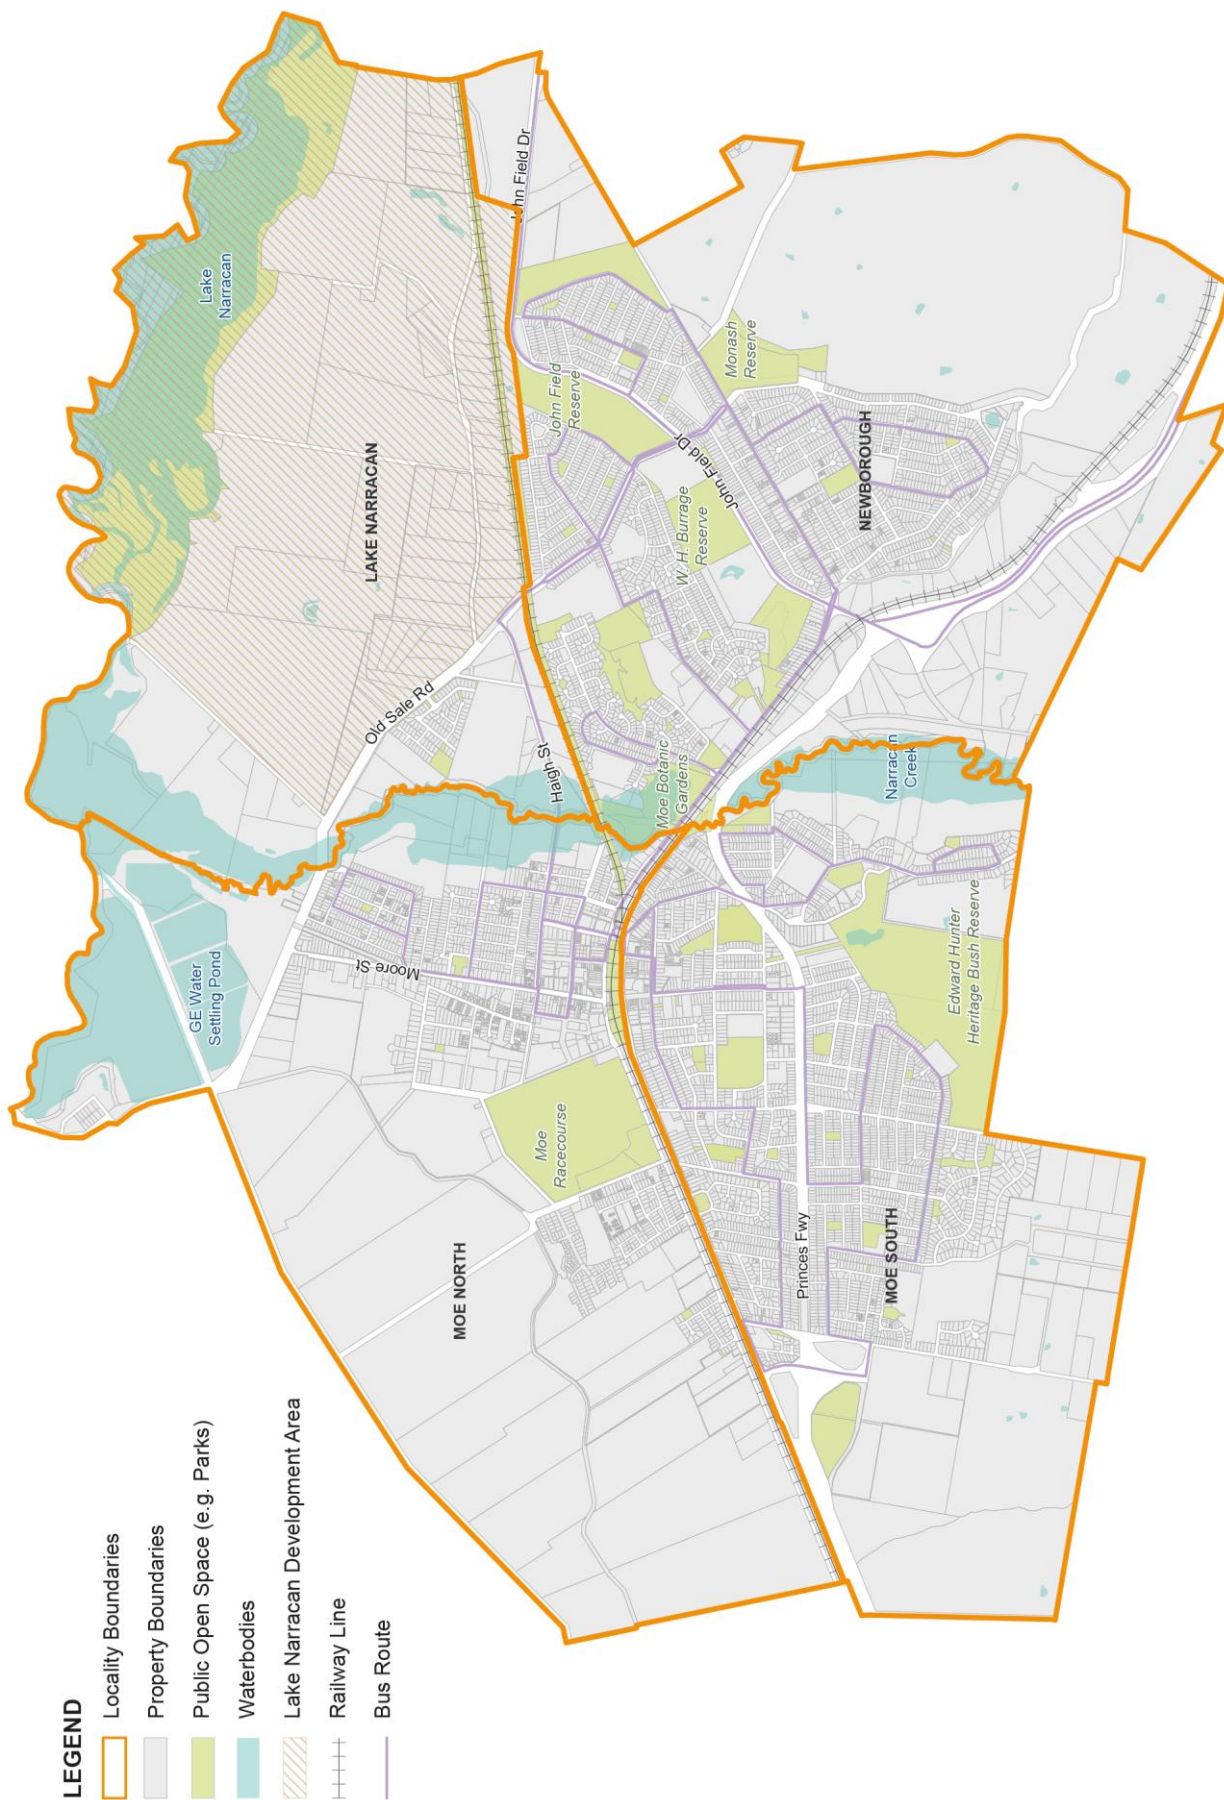 LEGEND
Locality Boundaries
Property Boundaries
Public Open Space (e.g. Parks)
Waterbodies
Lake Narracan Development Area
Railway Line
Bus Route
GE Water
Settling Pond
Lake
Narracan
LAKE NARRACAN
Old Sale Rd
Moore St
Haigh St
John Field Dr
John Field
Reserve
MOE NORTH
Moe
Racecourse
Moe Botanic
Gardens
W. H. Burrage
Reserve
John Field Dr
Monash
Reserve
NEWBOROUGH
Princes Fwy
MOE SOUTH
Edward Hunter
Heritage Bush Reserve
Narracan
Creek